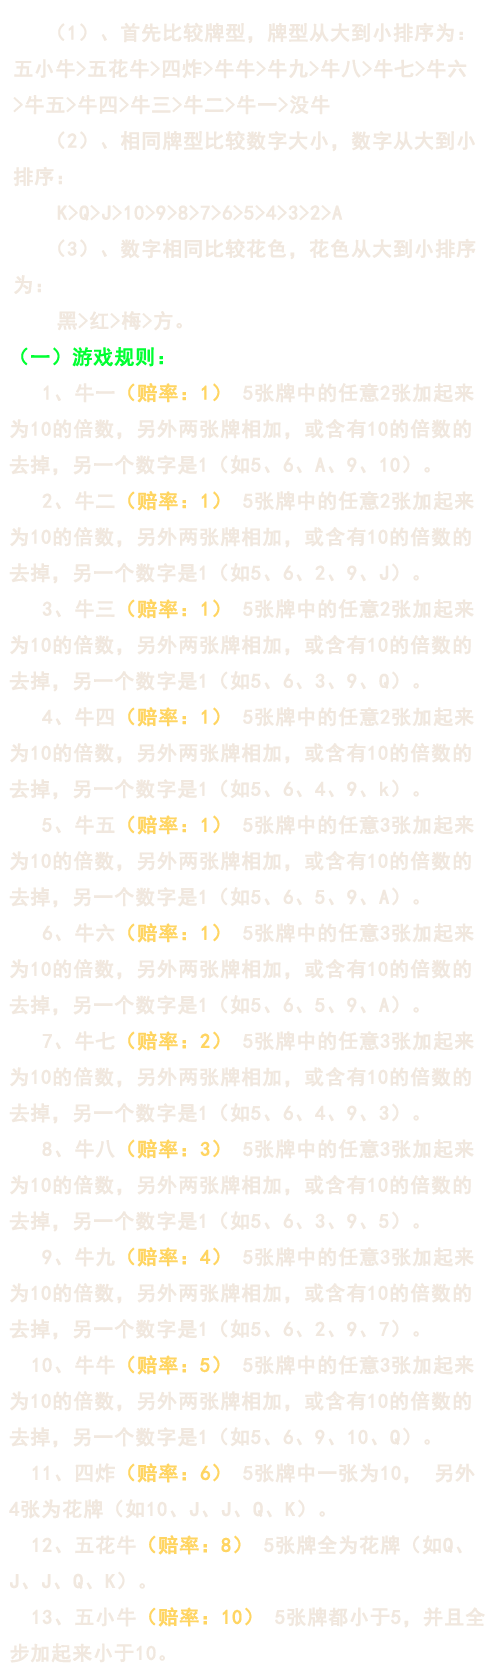 （1）、首先比较牌型，牌型从大到小排序为：
五小牛>五花牛>四炸>牛牛>牛九>牛八>牛七>牛六
>牛五>牛四>牛三>牛二>牛一>没牛
（2）、相同牌型比较数字大小，数字从大到小
排序：
K>Q>J>10>9>8>7>6>5>4>3>2>A
（3）、数字相同比较花色，花色从大到小排序
为：
黑>红>梅>方。
（一）游戏规则：
1、牛一（赔率：1） 5张牌中的任意2张加起来
为10的倍数，另外两张牌相加，或含有10的倍数的
去掉，另一个数字是1（如5、6、A、9、10）。
2、牛二（赔率：1） 5张牌中的任意2张加起来
为10的倍数，另外两张牌相加，或含有10的倍数的
去掉，另一个数字是1（如5、6、2、9、J）。
3、牛三（赔率：1） 5张牌中的任意2张加起来
为10的倍数，另外两张牌相加，或含有10的倍数的
去掉，另一个数字是1（如5、6、3、9、Q）。
4、牛四（赔率：1） 5张牌中的任意2张加起来
为10的倍数，另外两张牌相加，或含有10的倍数的
去掉，另一个数字是1（如5、6、4、9、k）。
5、牛五（赔率：1） 5张牌中的任意3张加起来
为10的倍数，另外两张牌相加，或含有10的倍数的
去掉，另一个数字是1（如5、6、5、9、A）。
6、牛六（赔率：1） 5张牌中的任意3张加起来
为10的倍数，另外两张牌相加，或含有10的倍数的
去掉，另一个数字是1（如5、6、5、9、A）。
7、牛七（赔率：2） 5张牌中的任意3张加起来
为10的倍数，另外两张牌相加，或含有10的倍数的
去掉，另一个数字是1（如5、6、4、9、3）。
8、牛八（赔率：3） 5张牌中的任意3张加起来
为10的倍数，另外两张牌相加，或含有10的倍数的
去掉，另一个数字是1（如5、6、3、9、5）。
9、牛九（赔率：4） 5张牌中的任意3张加起来
为10的倍数，另外两张牌相加，或含有10的倍数的
去掉，另一个数字是1（如5、6、2、9、7）。
10、牛牛（赔率：5） 5张牌中的任意3张加起来
为10的倍数，另外两张牌相加，或含有10的倍数的
去掉，另一个数字是1（如5、6、9、10、Q）。
11、四炸（赔率：6） 5张牌中一张为10， 另外
4张为花牌（如10、J、J、Q、K）。
12、五花牛（赔率：8） 5张牌全为花牌（如Q、
J、J、Q、K）。
13、五小牛（赔率：10） 5张牌都小于5，并且全
步加起来小于10。